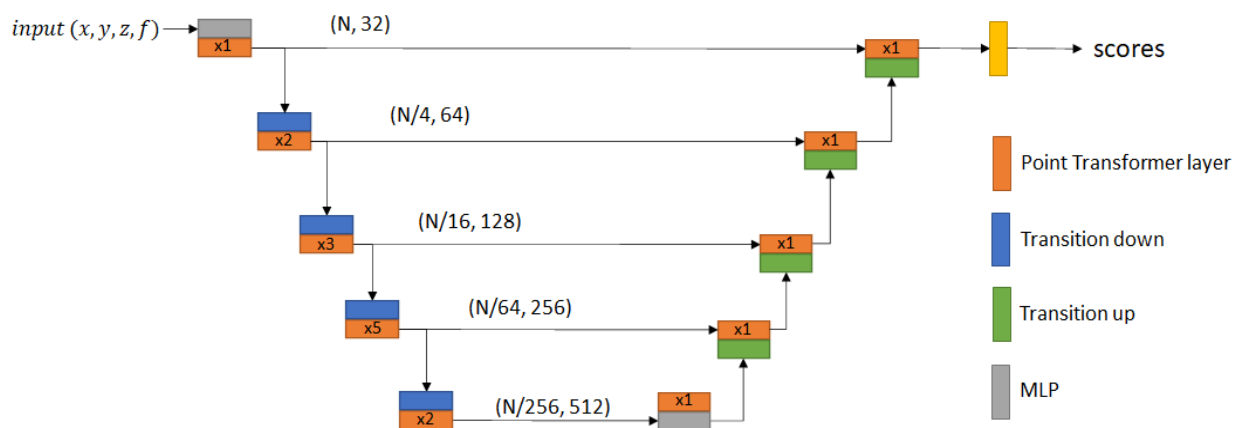 input (x, y, z, f)
x1
(N, 32)
x1
scores
x2
(N/4, 64)
x1
Point Transformer layer
x3
(N/16, 128)
x1
Transition down
x5
(N/64, 256)
x1
Transition up
x2
(N/256, 512)
x1
MLP